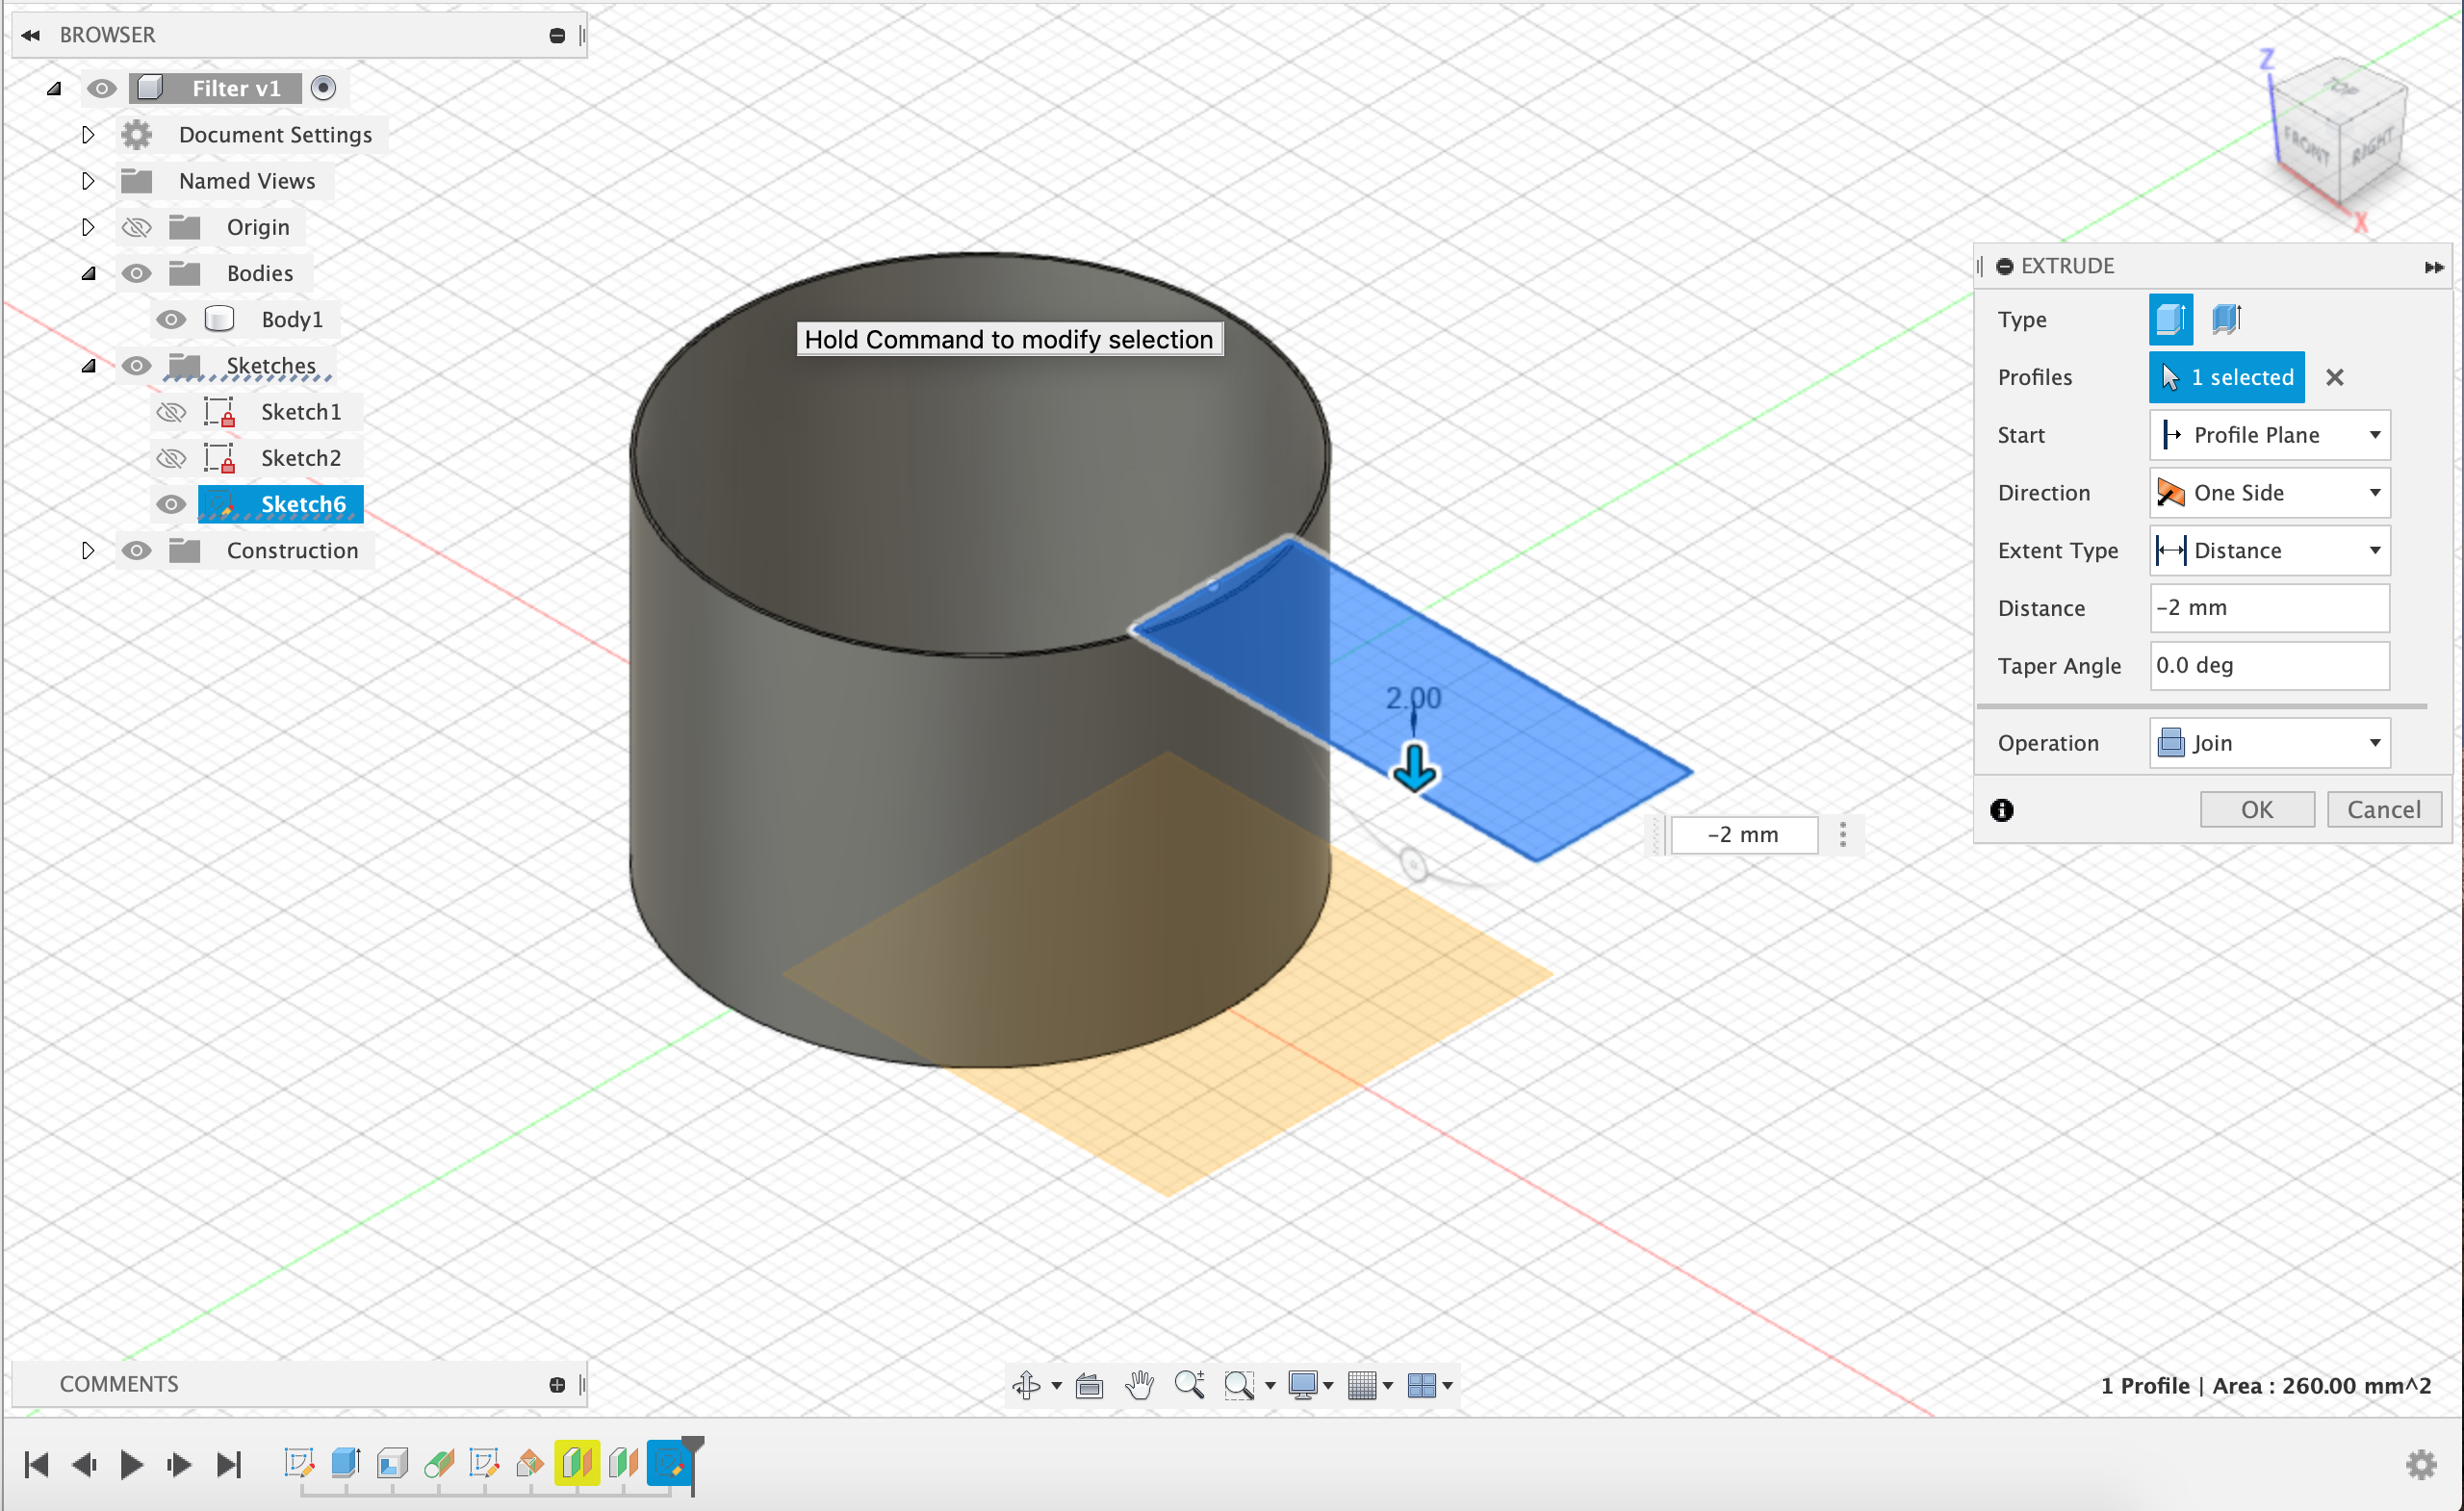 BROWSER
Filter v1
Document Settings
Named Views
Origin
Bodies
Body1
Sketches
Sketch1
Sketch2
Sketch6
Construction
Hold Command to modify selection
2.00
-2 mm
Z
TOP
FRONT
RIGHT
X
EXTRUDE
Type
Profiles
1 selected
Start
Profile Plane
Direction
One Side
Extent Type
Distance
Distance
-2 mm
Taper Angle
0.0 deg
Operation
Join
OK
Cancel
COMMENTS
1 Profile | Area : 260.00 mm^2